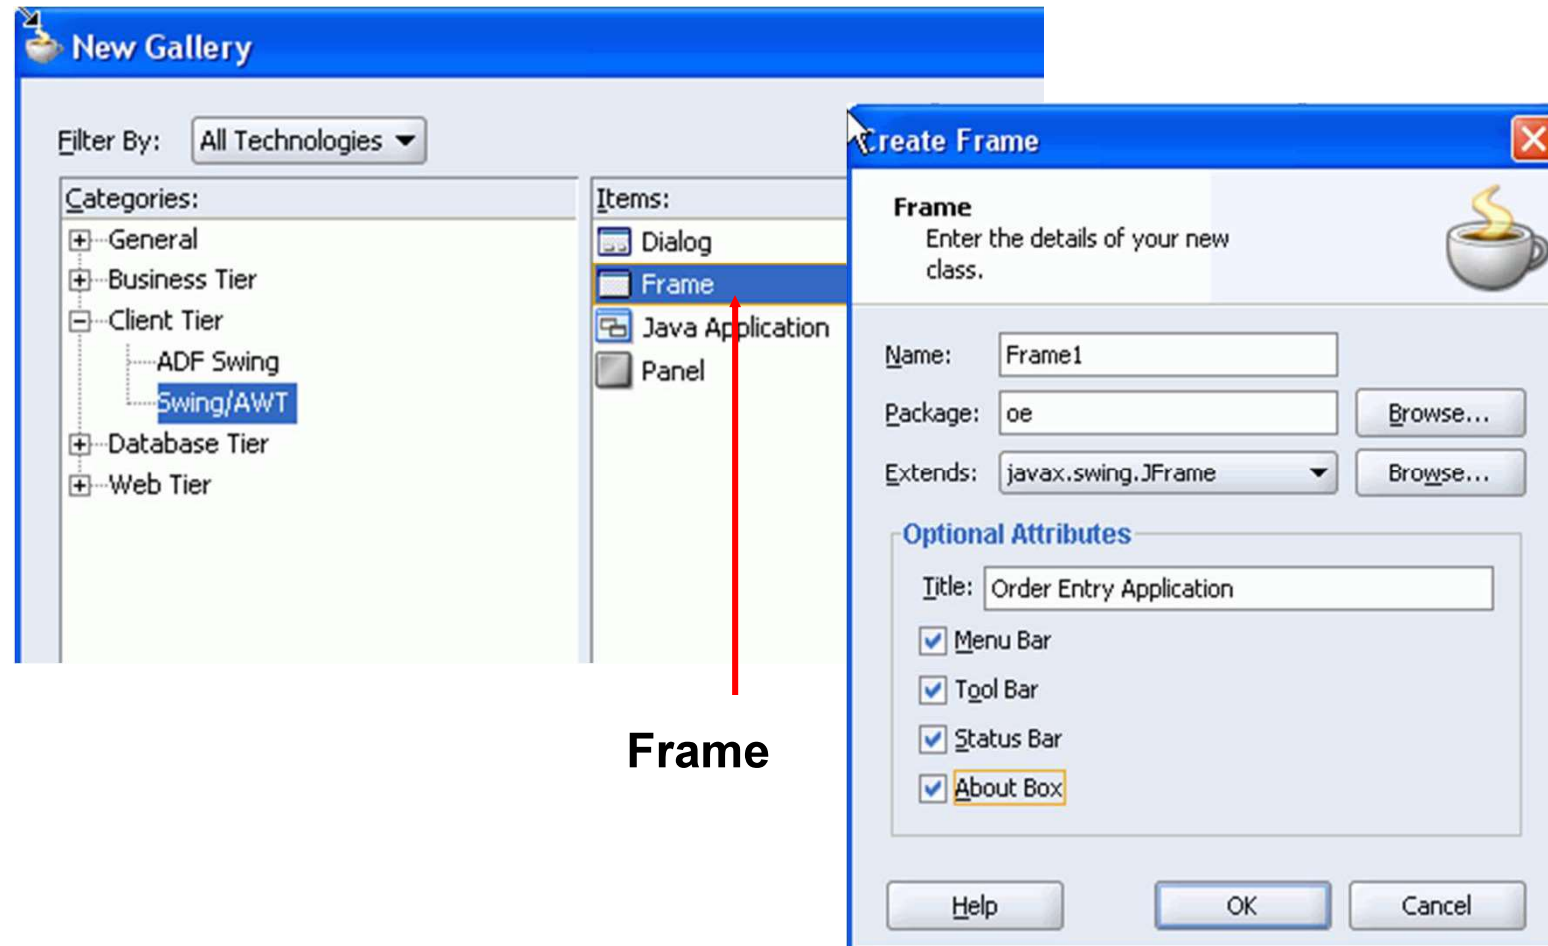 New Gallery
Filter By: All Technologies
Categories:
General
Business Tier
Client Tier
ADF Swing
Swing/AWT
Database Tier
Web Tier
Items:
Dialog
Frame
Java Application
Panel
Frame
Create Frame
Frame
Enter the details of your new
class.
Name: Frame1
Package: oe Browse...
Extends: javax.swing.JFrame Browse...
Optional Attributes
Title: Order Entry Application
Menu Bar
Tool Bar
Status Bar
About Box
Help OK Cancel